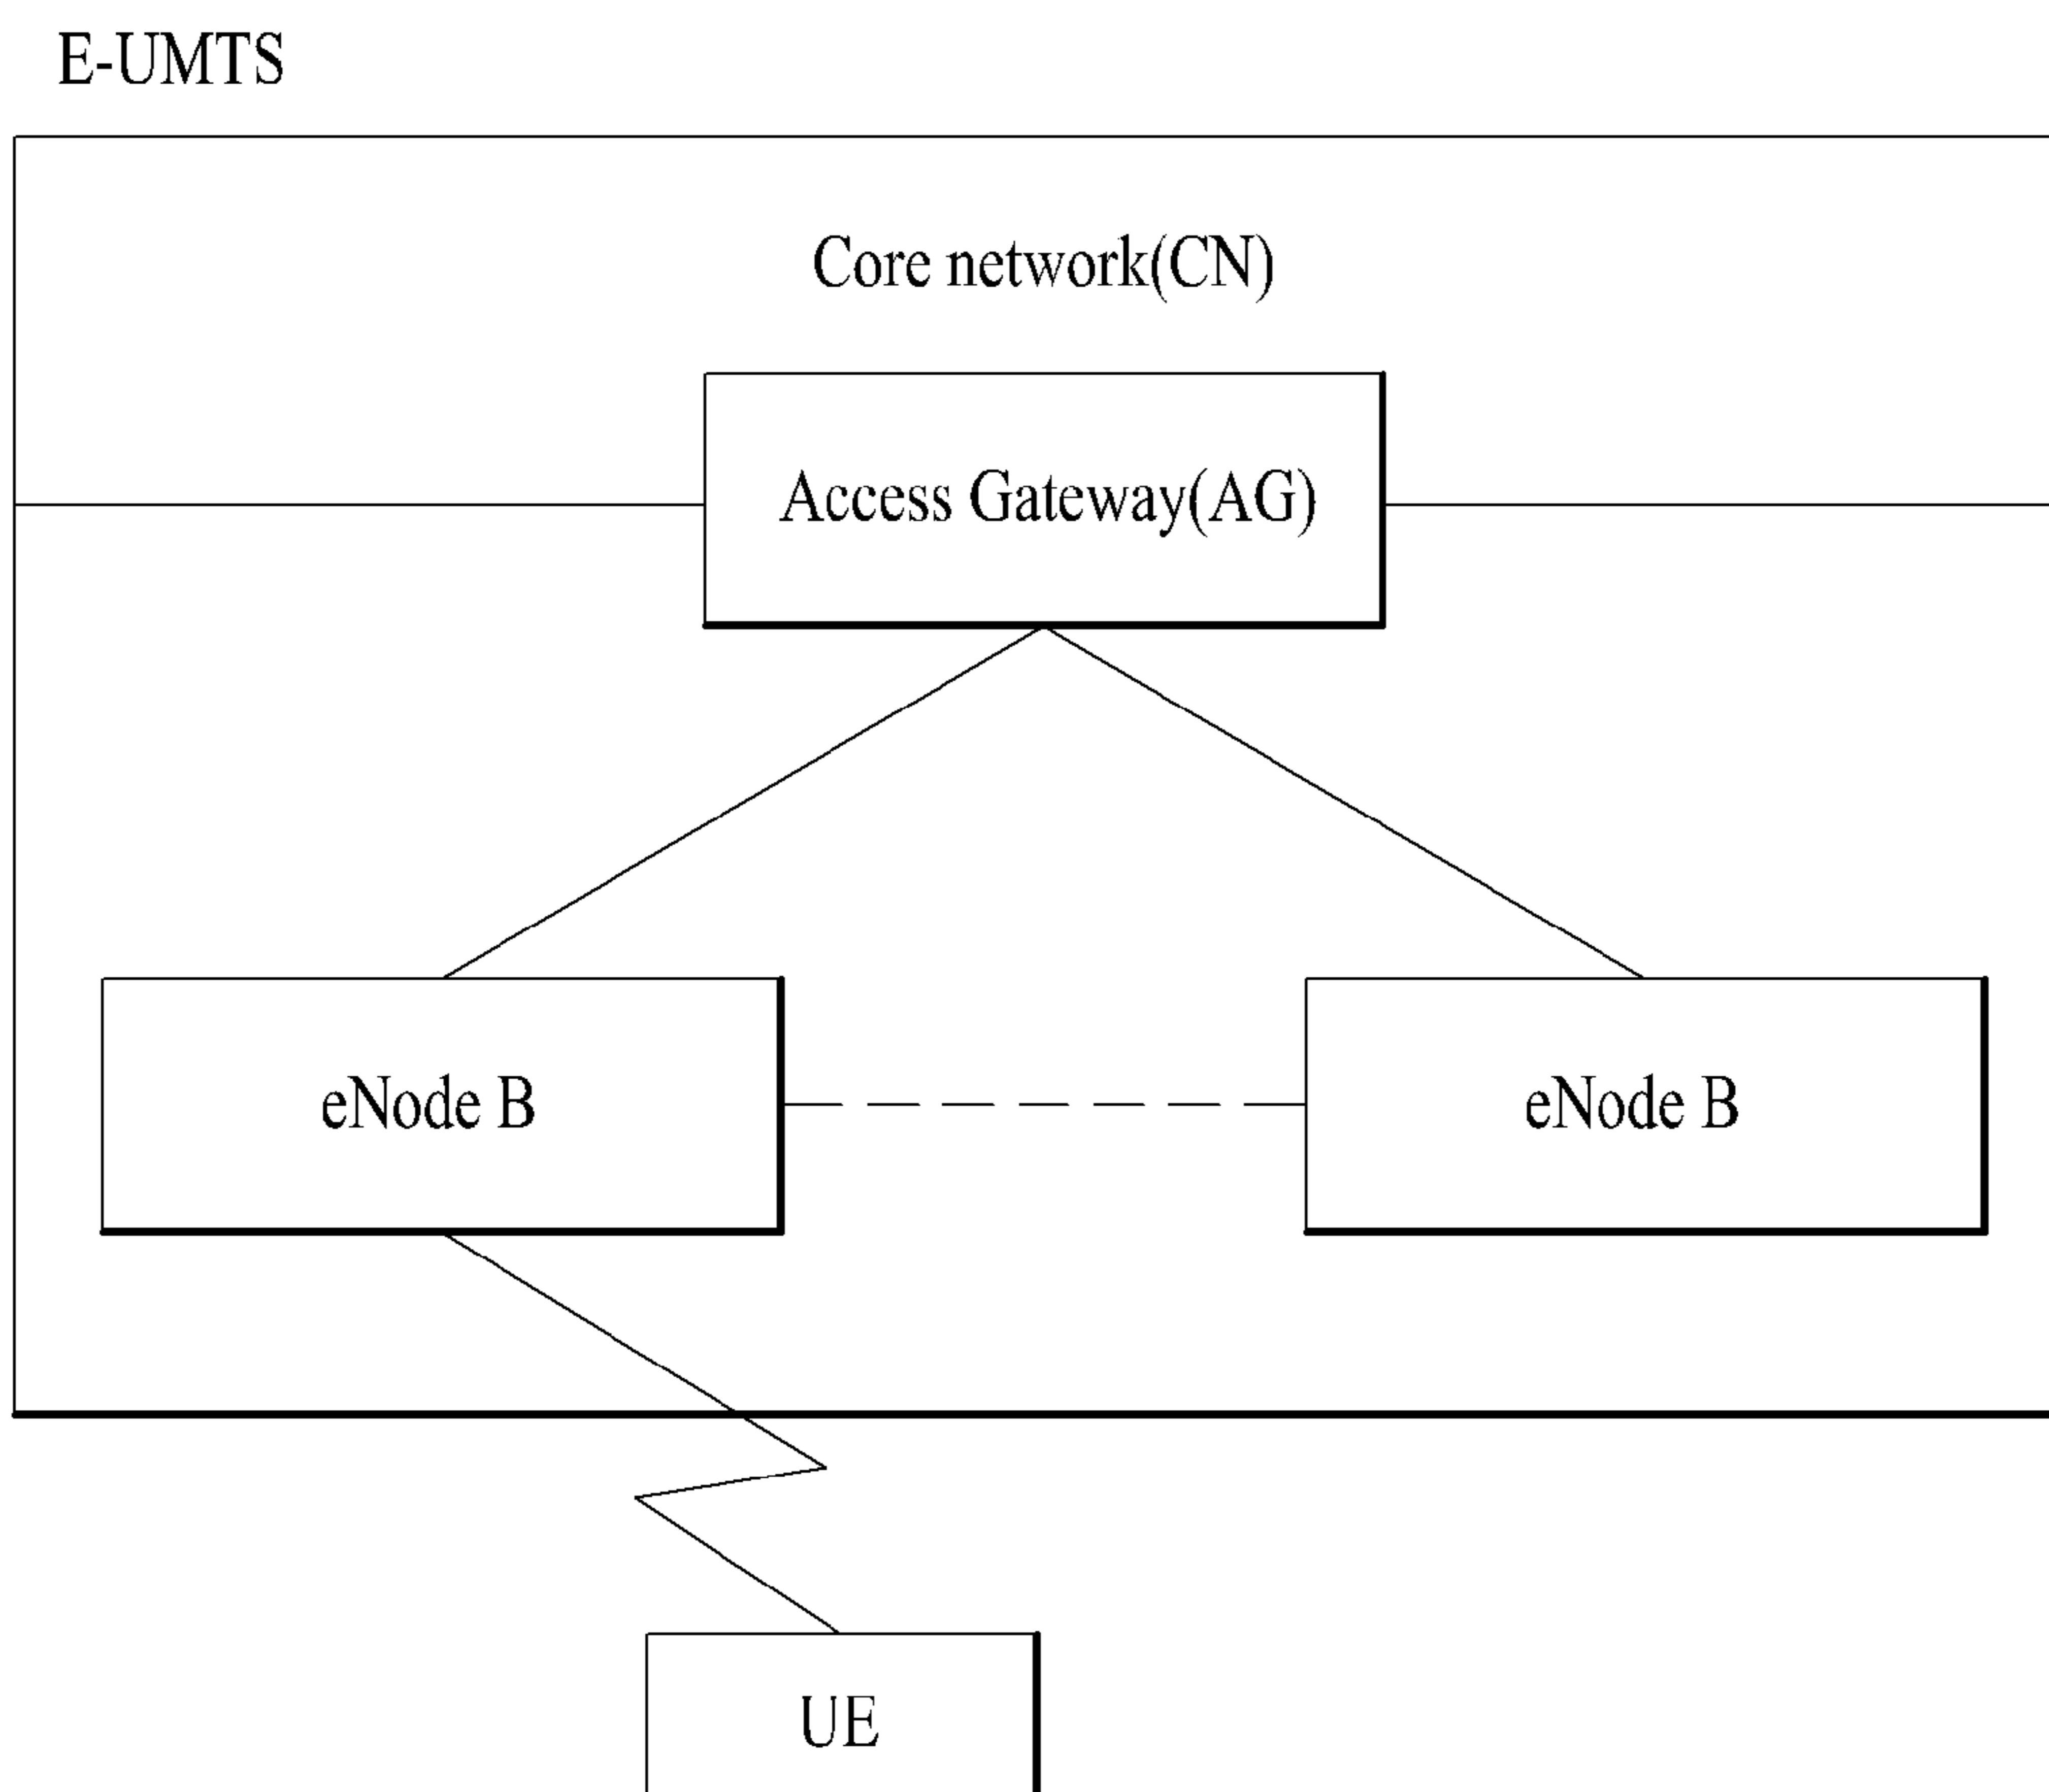 E-UMTS
Core network(CN)
Access Gateway(AG)
eNode B
eNode B
UE